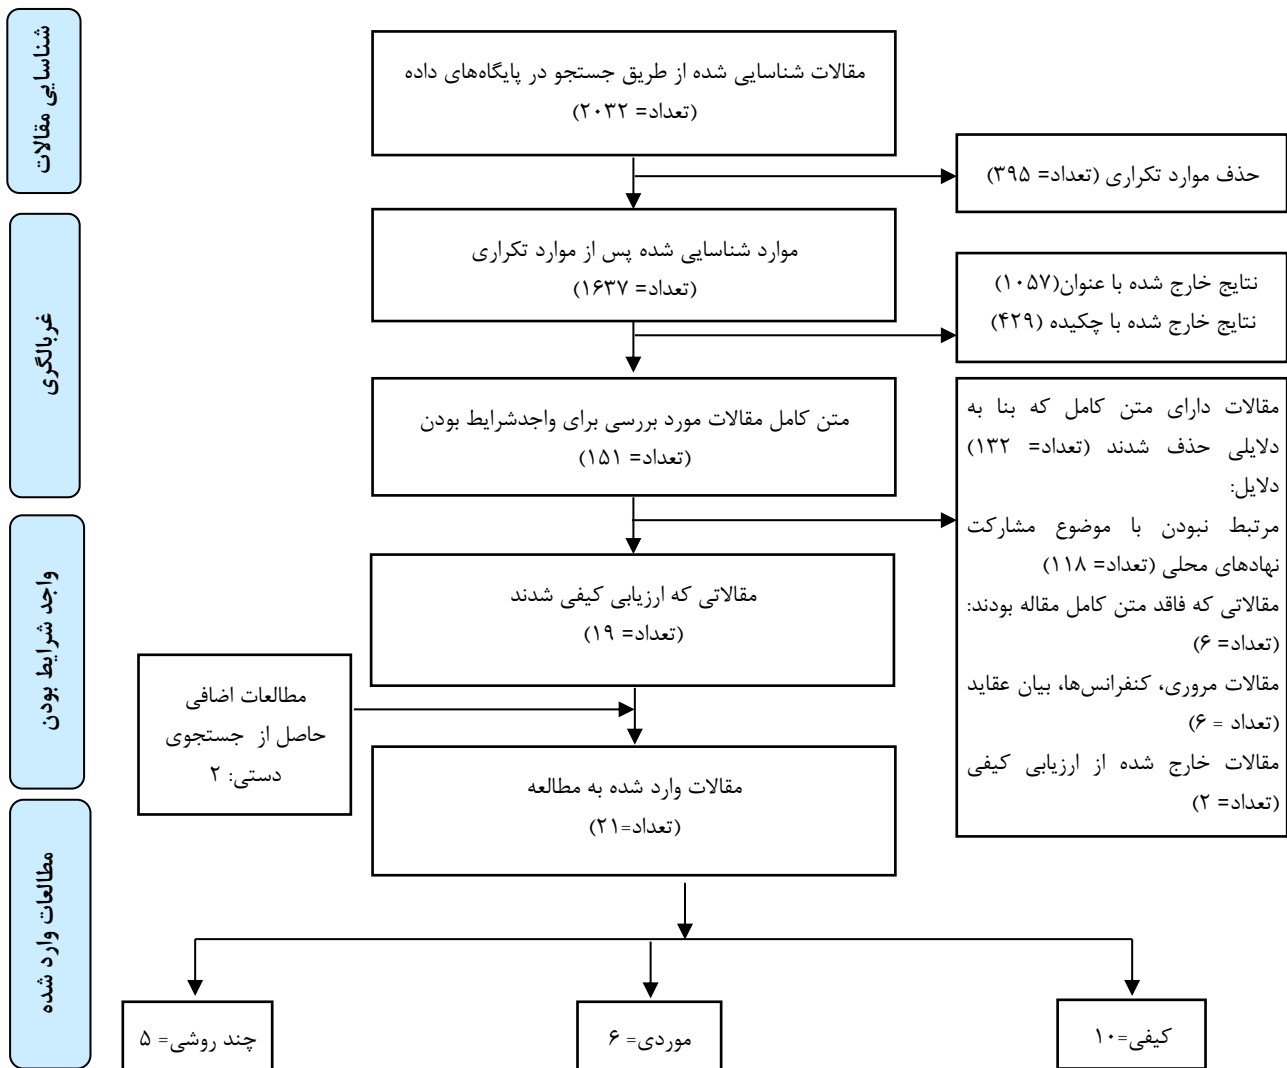 شناسایی مقالات
مقالات شناسایی شده از طریق جستجو در پایگاه‌های داده
(تعداد= ۲۰۳۲)
حذف موارد تکراری (تعداد= ۳۹۵)
غربالگری
موارد شناسایی شده پس از موارد تکراری
(تعداد= ۱۶۳۷)
نتایج خارج شده با عنوان(۱۰۵۷)
نتایج خارج شده با چکیده (۴۲۹)
متن کامل مقالات مورد بررسی برای واجدشرایط بودن
(تعداد= ۱۵۱)
مقالات دارای متن کامل که بنا به
دلایلی حذف شدند (تعداد= ۱۳۲)
دلایل:
مرتبط نبودن با موضوع مشارکت
نهادهای محلی (تعداد= ۱۱۸)
مقالاتی که فاقد متن کامل مقاله بودند:
(تعداد= ۶)
مقالات مروری، کنفرانس‌ها، بیان عقاید
(تعداد = ۶)
مقالات خارج شده از ارزیابی کیفی
(تعداد= ۲)
واجد شرایط بودن
مقالاتی که ارزیابی کیفی شدند
(تعداد= ۱۹)
مطالعات اضافی
حاصل از جستجوی
دستی: ۲
مقالات وارد شده به مطالعه
(تعداد=۲۱)
مطالعات وارد شده
کیفی=۱۰
موردی= ۶
چند روشی= ۵